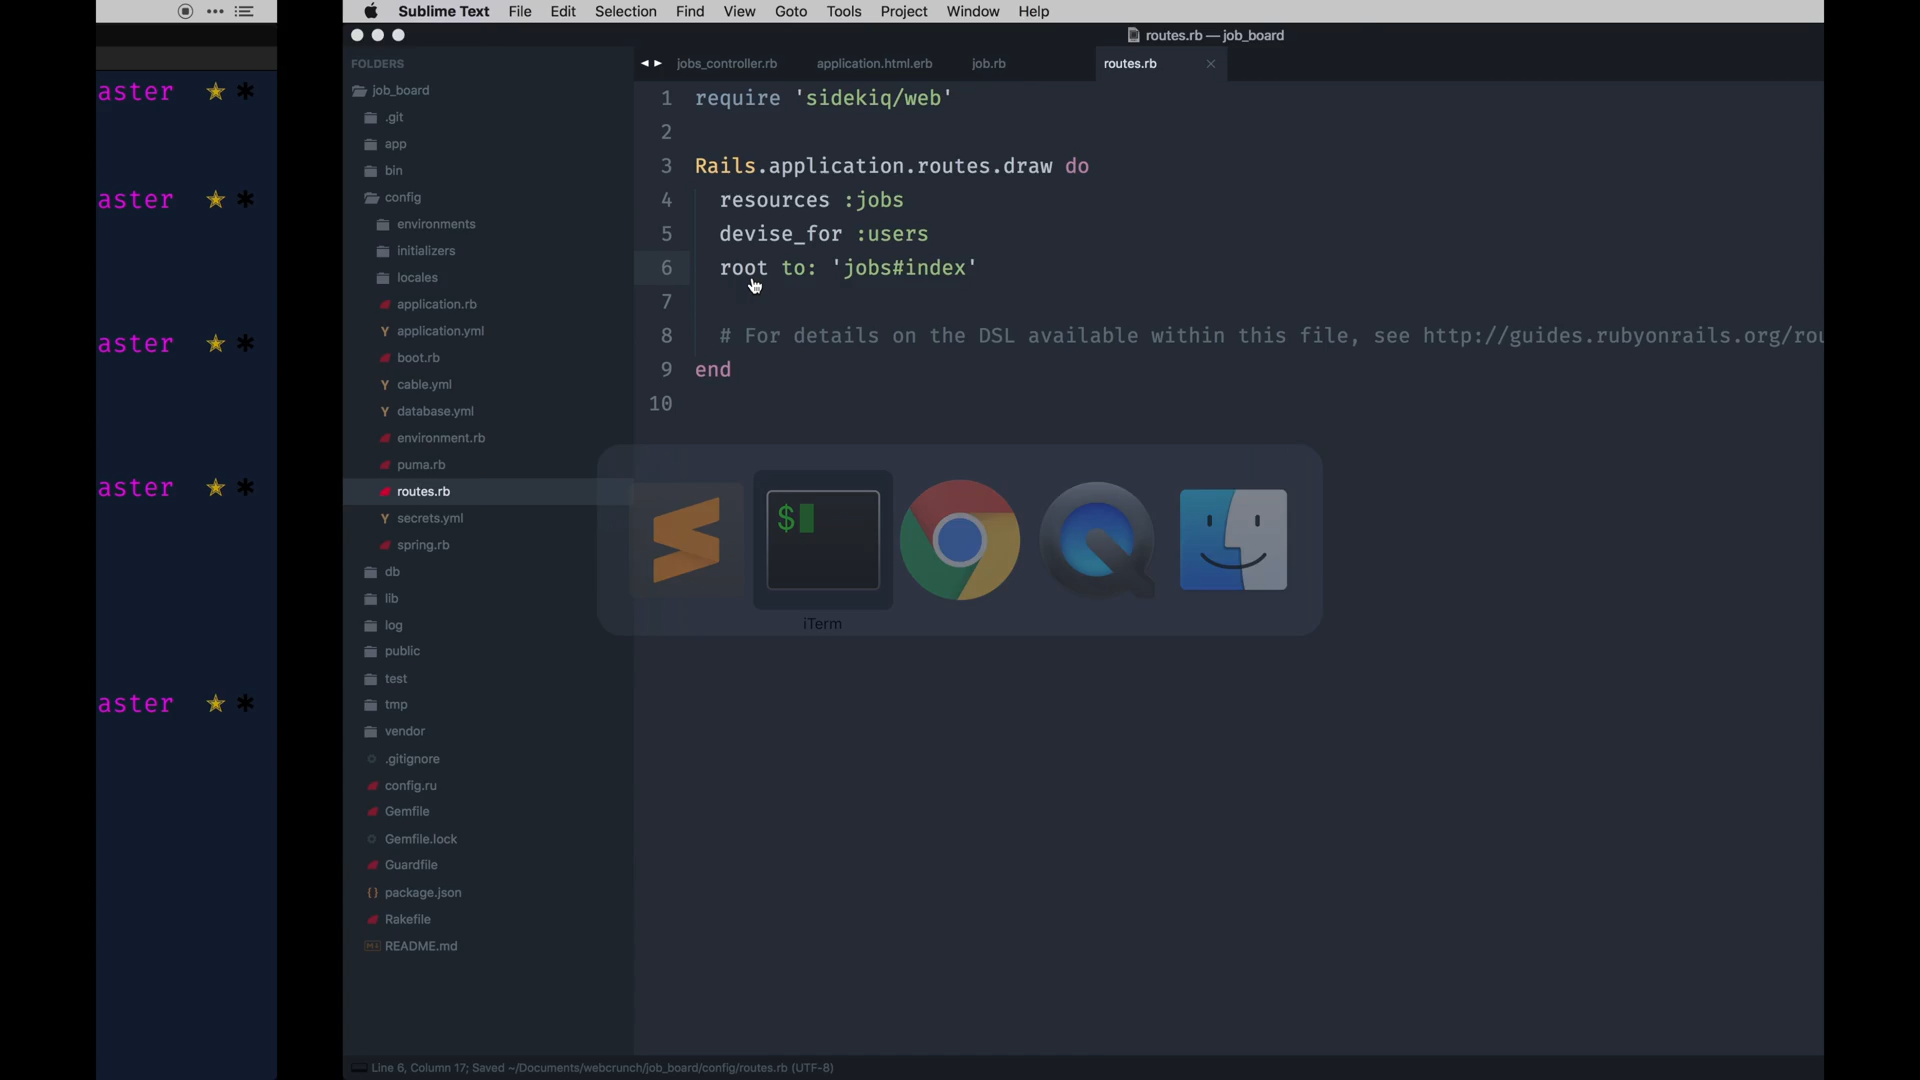 Sublime Text File Edit Selection Find View Goto Tools Project Window Help
routes.rb — job_board
aster ★ *
aster ★ *
aster ★ *
aster ★ *
aster ★ *
FOLDERS
job_board
.git
app
bin
config
environments
initializers
locales
application.rb
application.yml
boot.rb
cable.yml
database.yml
environment.rb
puma.rb
routes.rb
secrets.yml
spring.rb
db
lib
log
public
test
tmp
vendor
.gitignore
config.ru
Gemfile
Gemfile.lock
Guardfile
package.json
Rakefile
README.md
jobs_controller.rb application.html.erb job.rb routes.rb
1 require 'sidekiq/web'
2
3 Rails.application.routes.draw do
4 resources :jobs
5 devise_for :users
6 root to: 'jobs#index'
7
8 # For details on the DSL available within this file, see http://guides.rubyonrails.org/rou
9 end
10
$
iTerm
Line 6, Column 17; Saved ~/Documents/webcrunch/job_board/config/routes.rb (UTF-8)